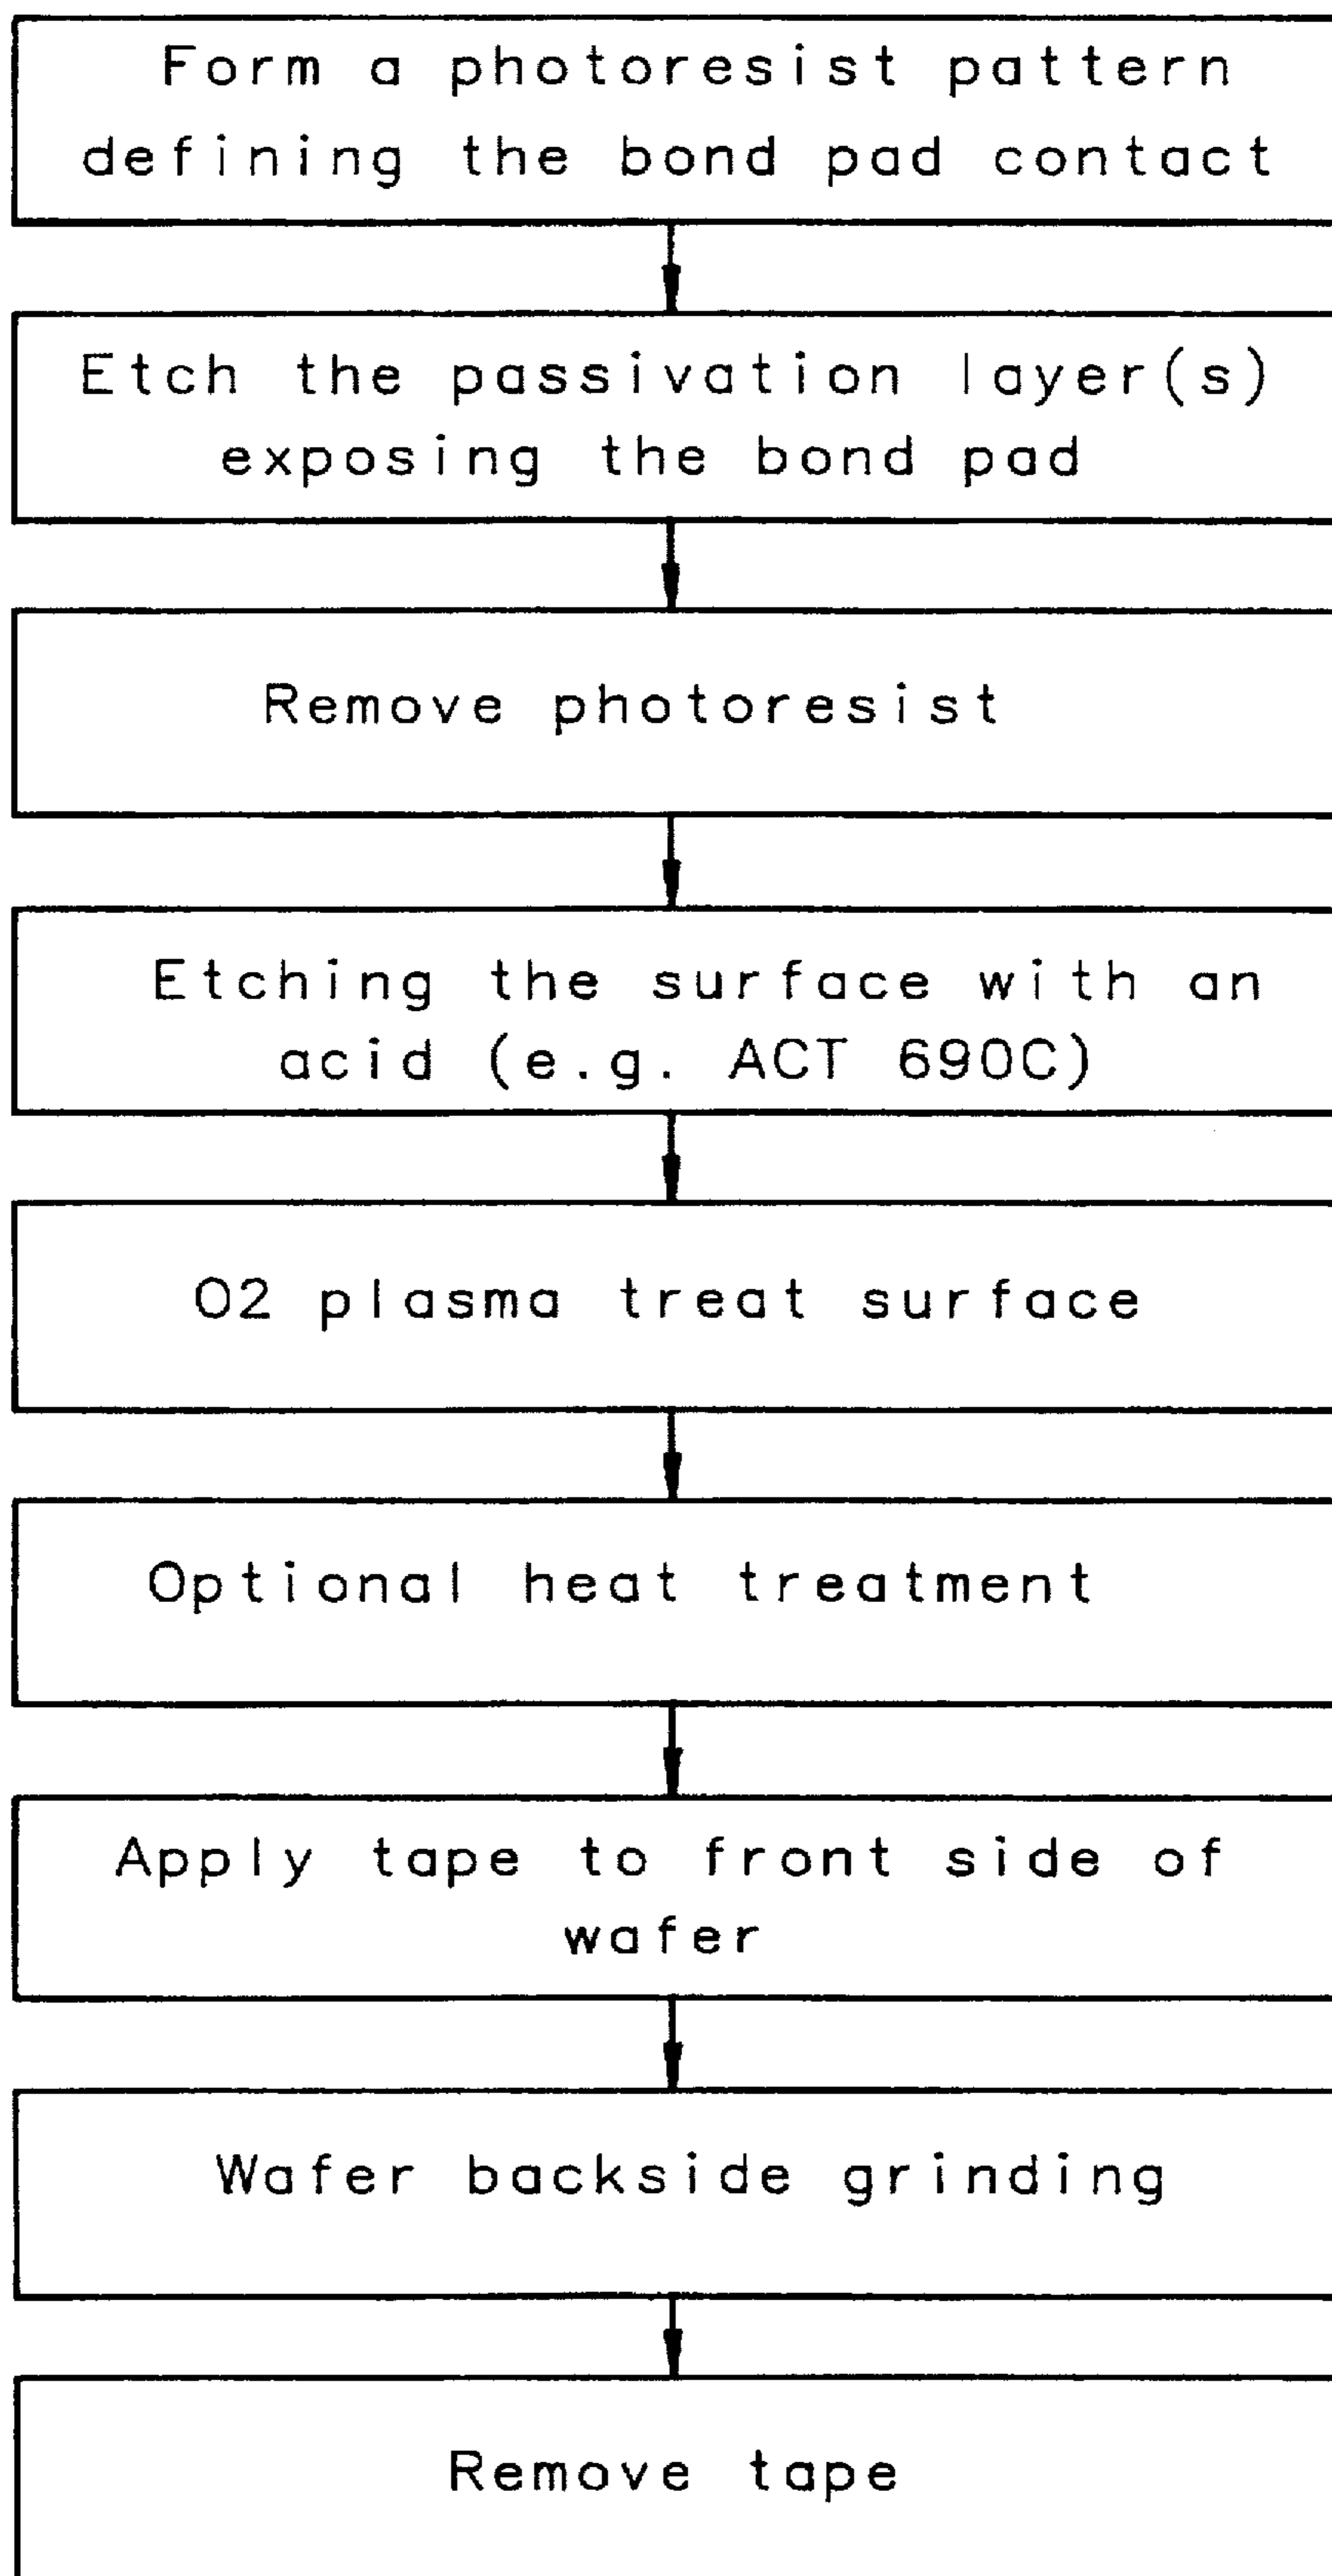 Form a photoresist pattern
defining the bond pad contact
Etch the passivation layer(s)
exposing the bond pad
Remove photoresist
Etching the surface with an
acid (e.g. ACT 690C)
O2 plasma treat surface
Optional heat treatment
Apply tape to front side of
wafer
Wafer backside grinding
Remove tape